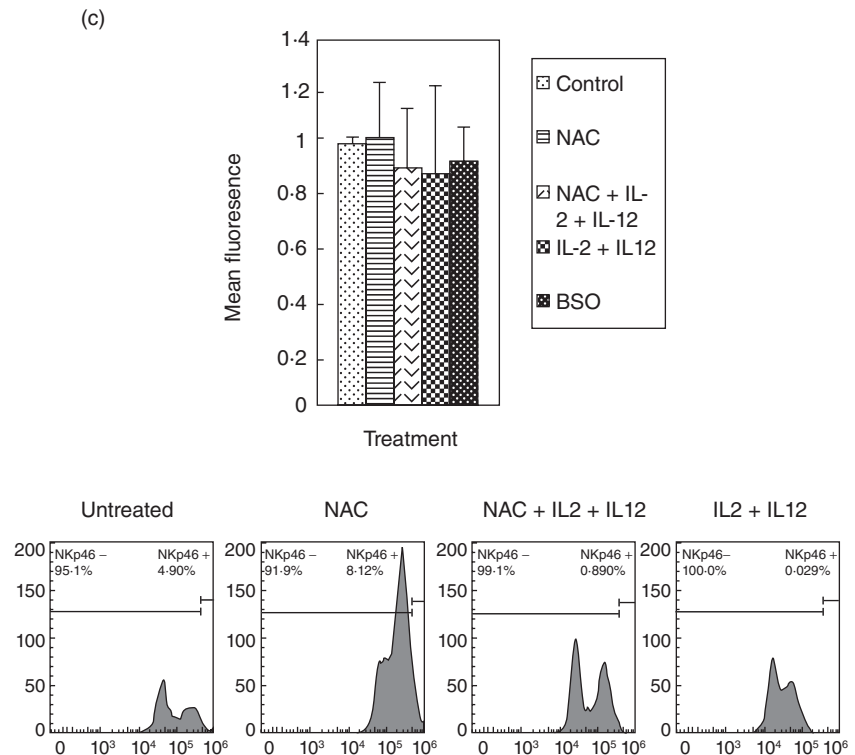 (c)
1·4
1·2
1
0·8
0·6
0·4
0·2
0
Mean fluoresence
Treatment
Control
NAC
NAC + IL-
2 + IL-12
IL-2 + IL12
BSO
Untreated
NAC
NAC + IL2 + IL12
IL2 + IL12
200
150
100
50
0
NKp46 –
95·1%
NKp46 +
4·90%
0 10³ 10⁴ 10⁵ 10⁶
200
150
100
50
0
NKp46 –
91·9%
NKp46 +
8·12%
0 10³ 10⁴ 10⁵ 10⁶
200
150
100
50
0
NKp46 –
99·1%
NKp46 +
0·890%
0 10³ 10⁴ 10⁵ 10⁶
200
150
100
50
0
NKp46–
100·0%
NKp46 +
0·029%
0 10³ 10⁴ 10⁵ 10⁶